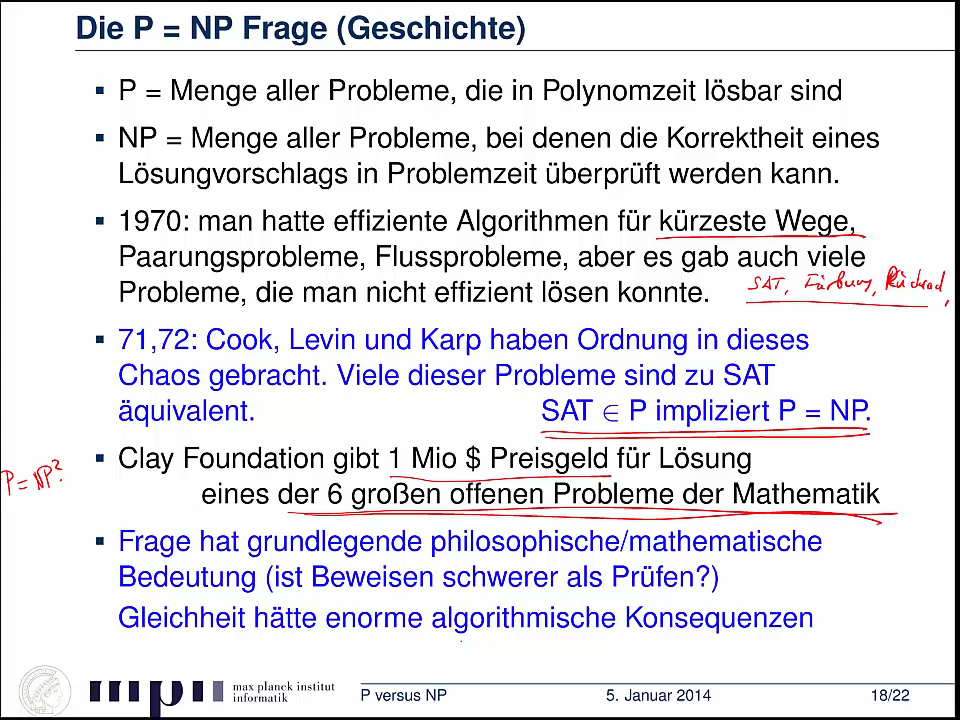 Die P = NP Frage (Geschichte)
▪ P = Menge aller Probleme, die in Polynomzeit lösbar sind
▪ NP = Menge aller Probleme, bei denen die Korrektheit eines
Lösungvorschlags in Problemzeit überprüft werden kann.
▪ 1970: man hatte effiziente Algorithmen für kürzeste Wege,
Paarungsprobleme, Flussprobleme, aber es gab auch viele
Probleme, die man nicht effizient lösen konnte.
SAT, Färbung, Rucksack,
▪ 71,72: Cook, Levin und Karp haben Ordnung in dieses
Chaos gebracht. Viele dieser Probleme sind zu SAT
äquivalent. SAT ∈ P impliziert P = NP.
▪ Clay Foundation gibt 1 Mio $ Preisgeld für Lösung
P = NP?
eines der 6 großen offenen Probleme der Mathematik
▪ Frage hat grundlegende philosophische/mathematische
Bedeutung (ist Beweisen schwerer als Prüfen?)
Gleichheit hätte enorme algorithmische Konsequenzen
max planck institut
informatik
P versus NP 5. Januar 2014 18/22